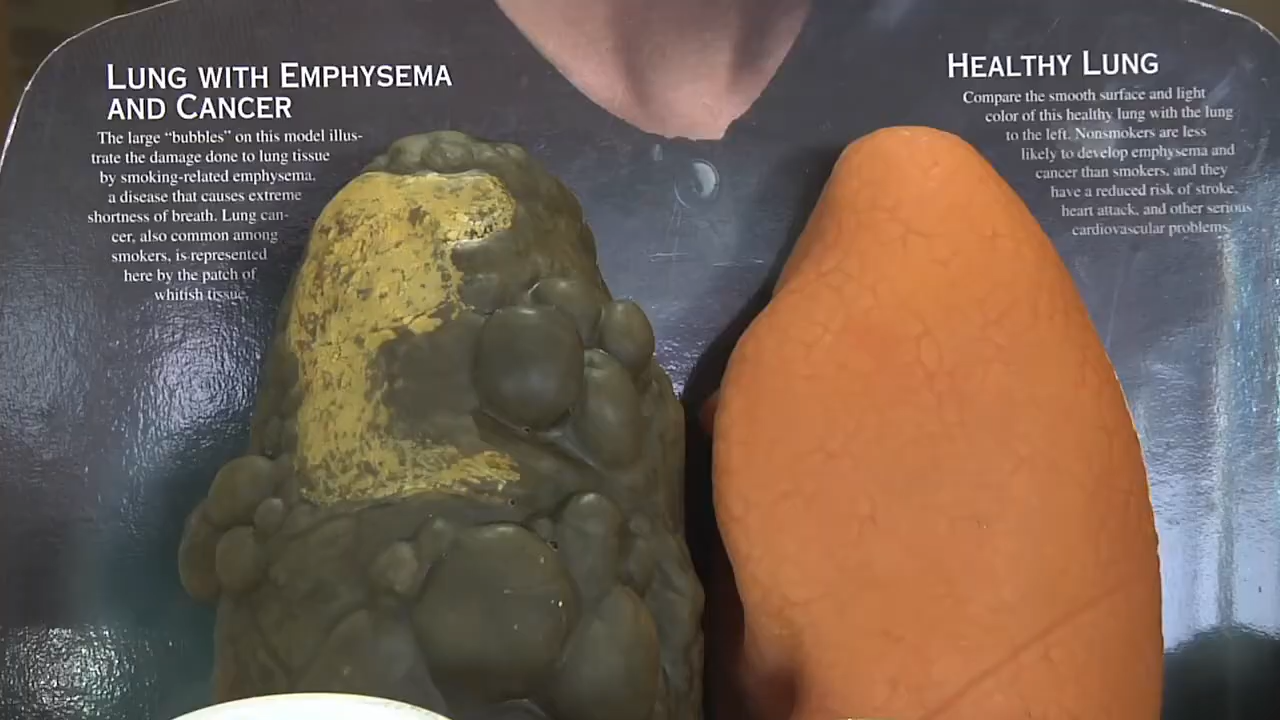 LUNG WITH EMPHYSEMA
AND CANCER
The large “bubbles” on this model illus-
trate the damage done to lung tissue
by smoking-related emphysema,
a disease that causes extreme
shortness of breath. Lung can-
cer, also common among
smokers, is represented
here by the patch of
whitish tissue.
HEALTHY LUNG
Compare the smooth surface and light
color of this healthy lung with the lung
to the left. Nonsmokers are less
likely to develop emphysema and
cancer than smokers, and they
have a reduced risk of stroke,
heart attack, and other serious
cardiovascular problems.